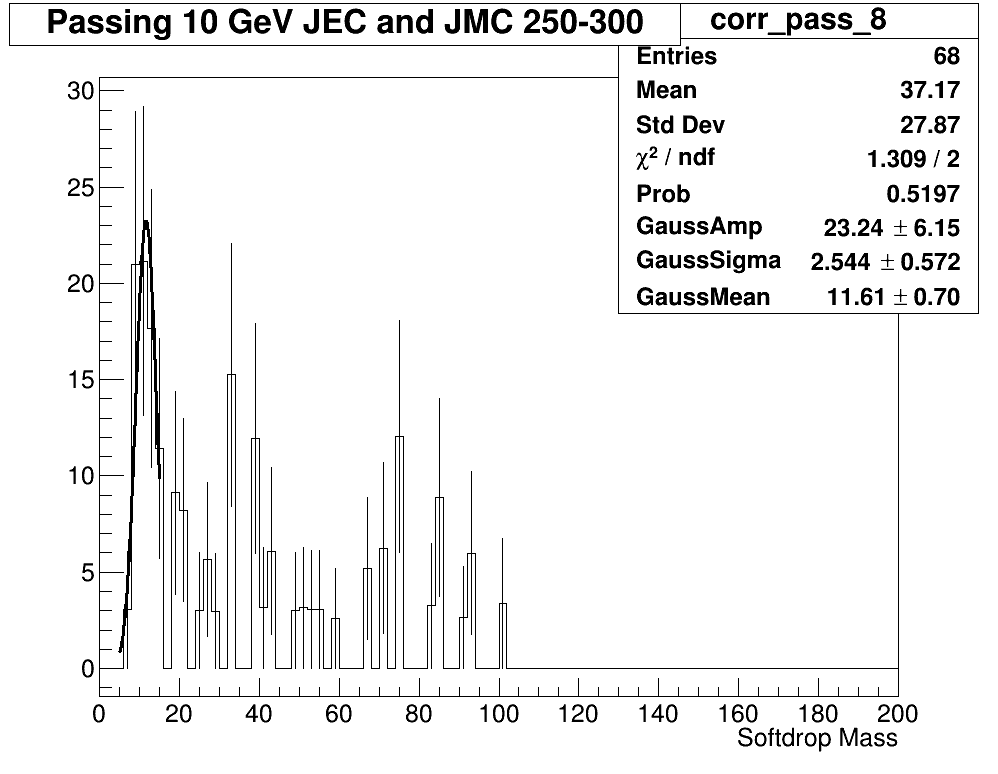 Passing 10 GeV JEC and JMC 250-300
corr_pass_8
Entries 68
Mean 37.17
Std Dev 27.87
χ² / ndf 1.309 / 2
Prob 0.5197
GaussAmp 23.24 ± 6.15
GaussSigma 2.544 ± 0.572
GaussMean 11.61 ± 0.70
30
25
20
15
10
5
0
0 20 40 60 80 100 120 140 160 180 200
Softdrop Mass